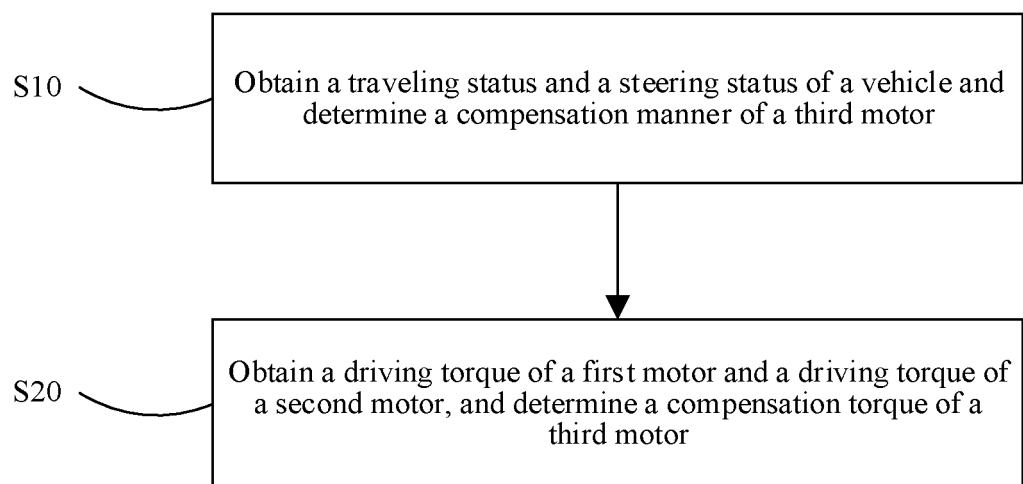 S10
Obtain a traveling status and a steering status of a vehicle and
determine a compensation manner of a third motor
S20
Obtain a driving torque of a first motor and a driving torque of
a second motor, and determine a compensation torque of a
third motor